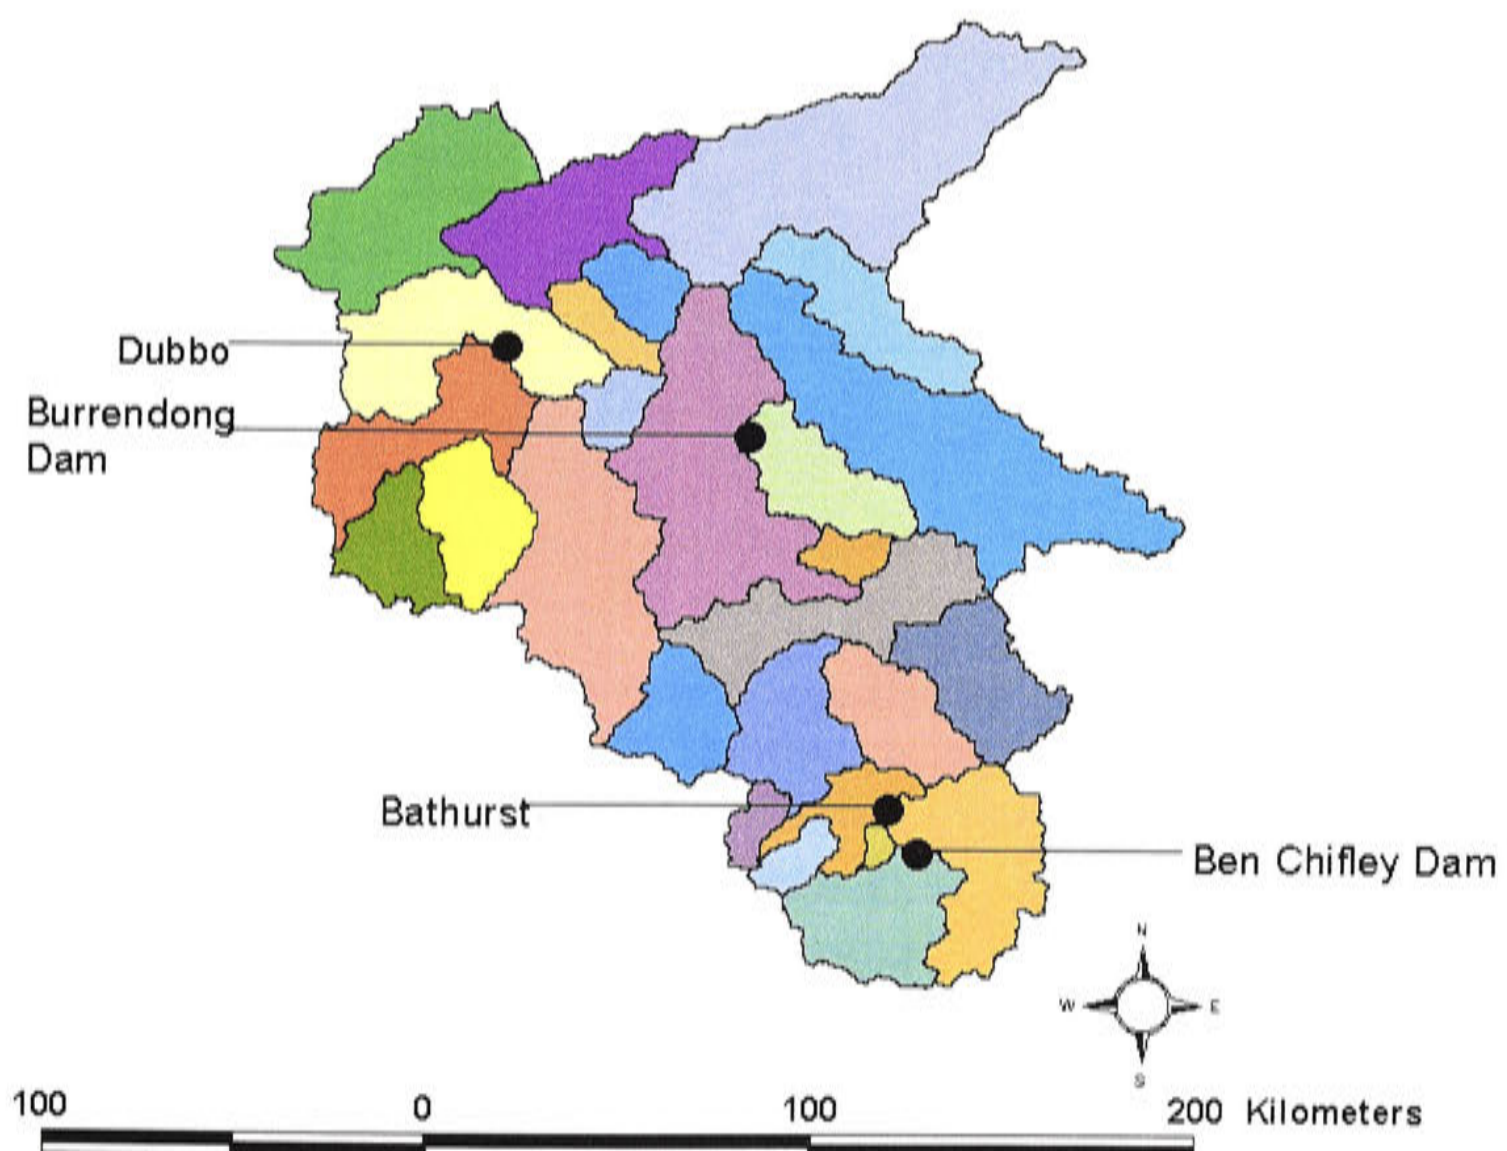 Dubbo
Burrendong
Dam
Bathurst
Ben Chifley Dam
N
W E
S
100 0 100 200 Kilometers